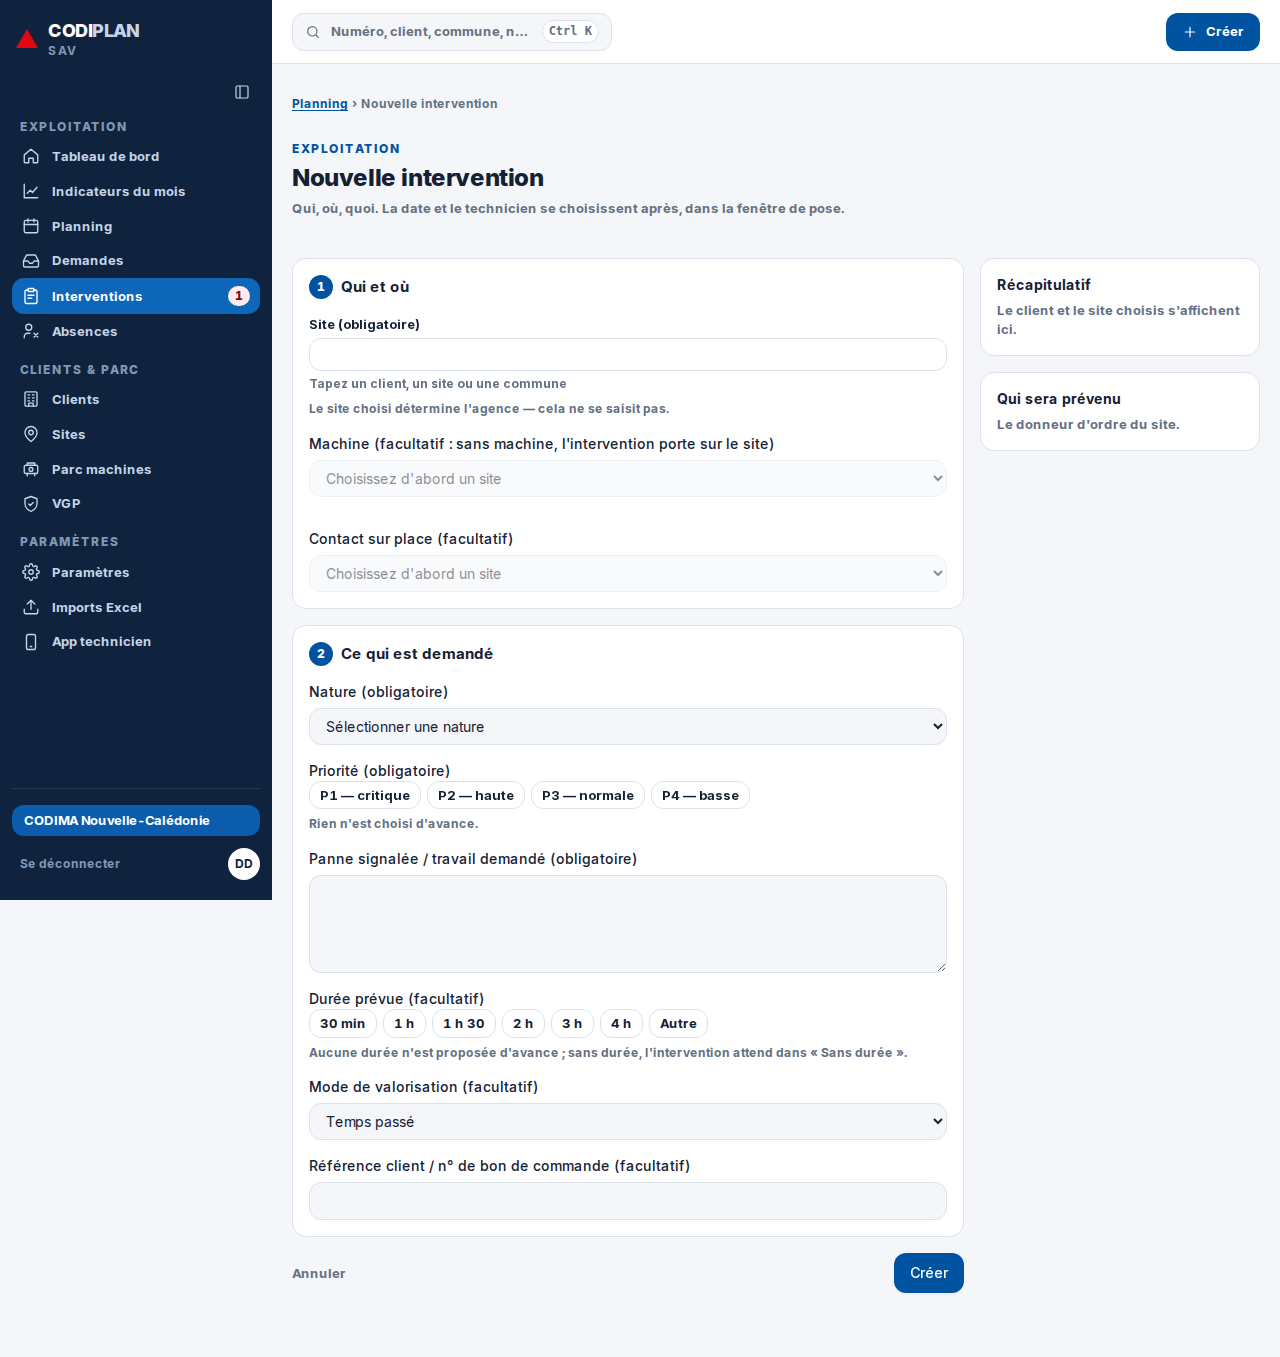 CODIPLAN
SAV
EXPLOITATION
Tableau de bord
Indicateurs du mois
Planning
Demandes
Interventions 1
Absences
CLIENTS & PARC
Clients
Sites
Parc machines
VGP
PARAMÈTRES
Paramètres
Imports Excel
App technicien
CODIMA Nouvelle-Calédonie
Se déconnecter DD
Numéro, client, commune, n… Ctrl K
Créer
Planning › Nouvelle intervention
EXPLOITATION
Nouvelle intervention
Qui, où, quoi. La date et le technicien se choisissent après, dans la fenêtre de pose.
1 Qui et où
Site (obligatoire)
Tapez un client, un site ou une commune
Le site choisi détermine l'agence — cela ne se saisit pas.
Machine (facultatif : sans machine, l'intervention porte sur le site)
Choisissez d'abord un site
Contact sur place (facultatif)
Choisissez d'abord un site
2 Ce qui est demandé
Nature (obligatoire)
Sélectionner une nature
Priorité (obligatoire)
P1 — critique P2 — haute P3 — normale P4 — basse
Rien n'est choisi d'avance.
Panne signalée / travail demandé (obligatoire)
Durée prévue (facultatif)
30 min 1 h 1 h 30 2 h 3 h 4 h Autre
Aucune durée n'est proposée d'avance ; sans durée, l'intervention attend dans « Sans durée ».
Mode de valorisation (facultatif)
Temps passé
Référence client / n° de bon de commande (facultatif)
Annuler Créer
Récapitulatif
Le client et le site choisis s'affichent
ici.
Qui sera prévenu
Le donneur d'ordre du site.